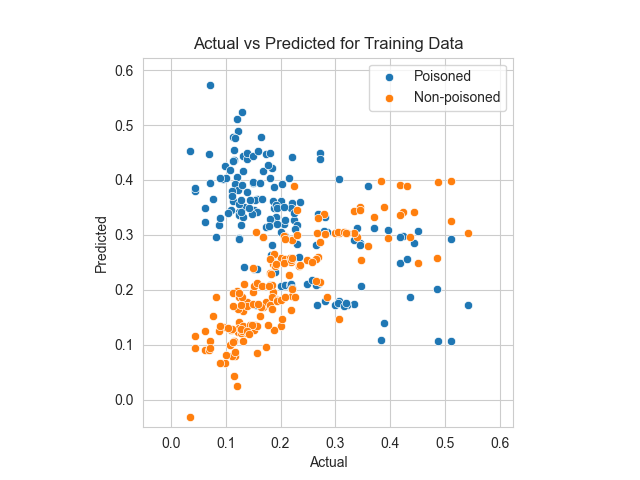 Actual vs Predicted for Training Data
Poisoned
Non-poisoned
0.6
0.5
0.4
0.3
0.2
0.1
0.0
Predicted
0.0 0.1 0.2 0.3 0.4 0.5 0.6
Actual